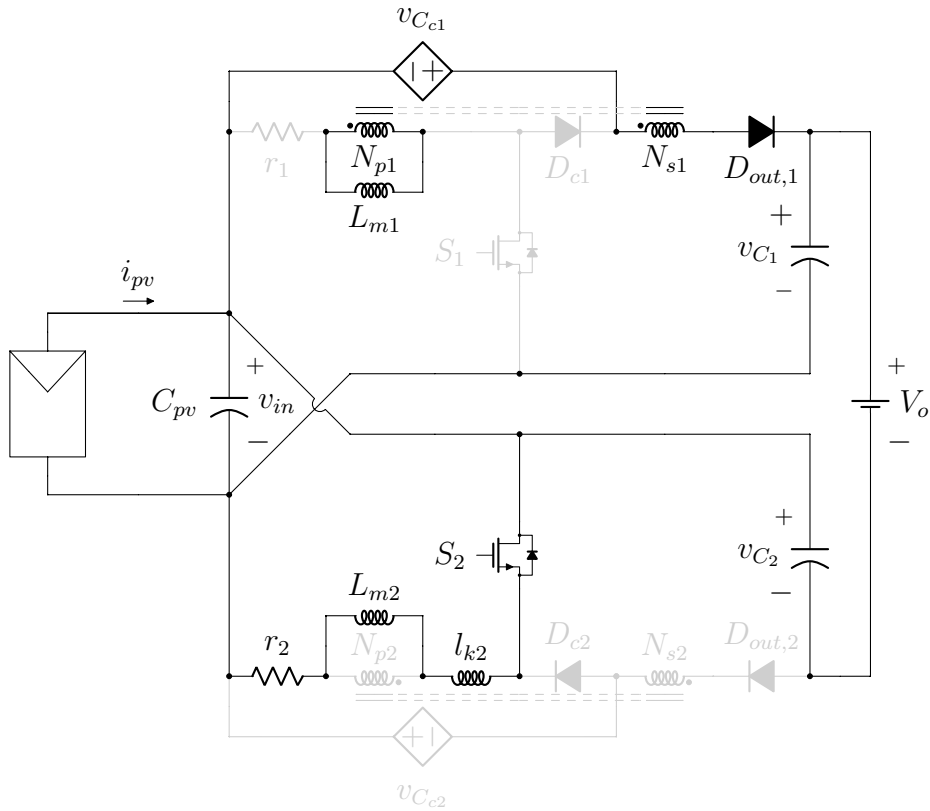 v_{C_{c1}}
r_1
N_{p1}
L_{m1}
D_{c1}
N_{s1}
D_{out,1}
S_1
+
v_{C_1}
−
i_{pv}
C_{pv}
+
v_{in}
−
+
V_o
−
S_2
+
v_{C_2}
−
L_{m2}
r_2
N_{p2}
l_{k2}
D_{c2}
N_{s2}
D_{out,2}
v_{C_{c2}}